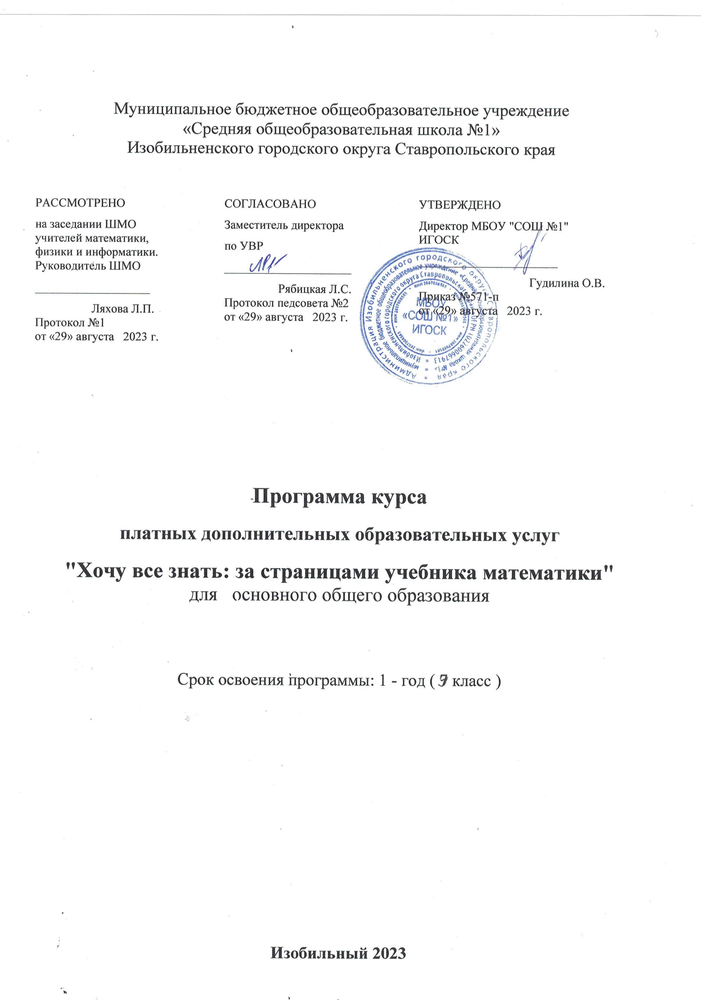 Муниципальное бюджетное общеобразовательное учреждение
«Средняя общеобразовательная школа №1»
Изобильненского городского округа Ставропольского края
РАССМОТРЕНО
на заседании ШМО
учителей математики,
физики и информатики.
Руководитель ШМО
Ляхова Л.П.
Протокол №1
от «29» августа 2023 г.
СОГЛАСОВАНО
Заместитель директора
по УВР
Рябицкая Л.С.
Протокол педсовета №2
от «29» августа 2023 г.
УТВЕРЖДЕНО
Директор МБОУ "СОШ №1"
ИГОСК
Гудилина О.В.
Приказ №571-п
от «29» августа 2023 г.
Администрация Изобильненского городского округа Ставропольского края
муниципальное бюджетное общеобразовательное учреждение «Средняя общеобразовательная школа №1»
Изобильненского городского округа Ставропольского края
ИНН 2607008565
МБОУ
«СОШ №1»
ИГОСК
Программа курса
платных дополнительных образовательных услуг
"Хочу все знать: за страницами учебника математики"
для основного общего образования
Срок освоения программы: 1 - год ( класс )
Изобильный 2023